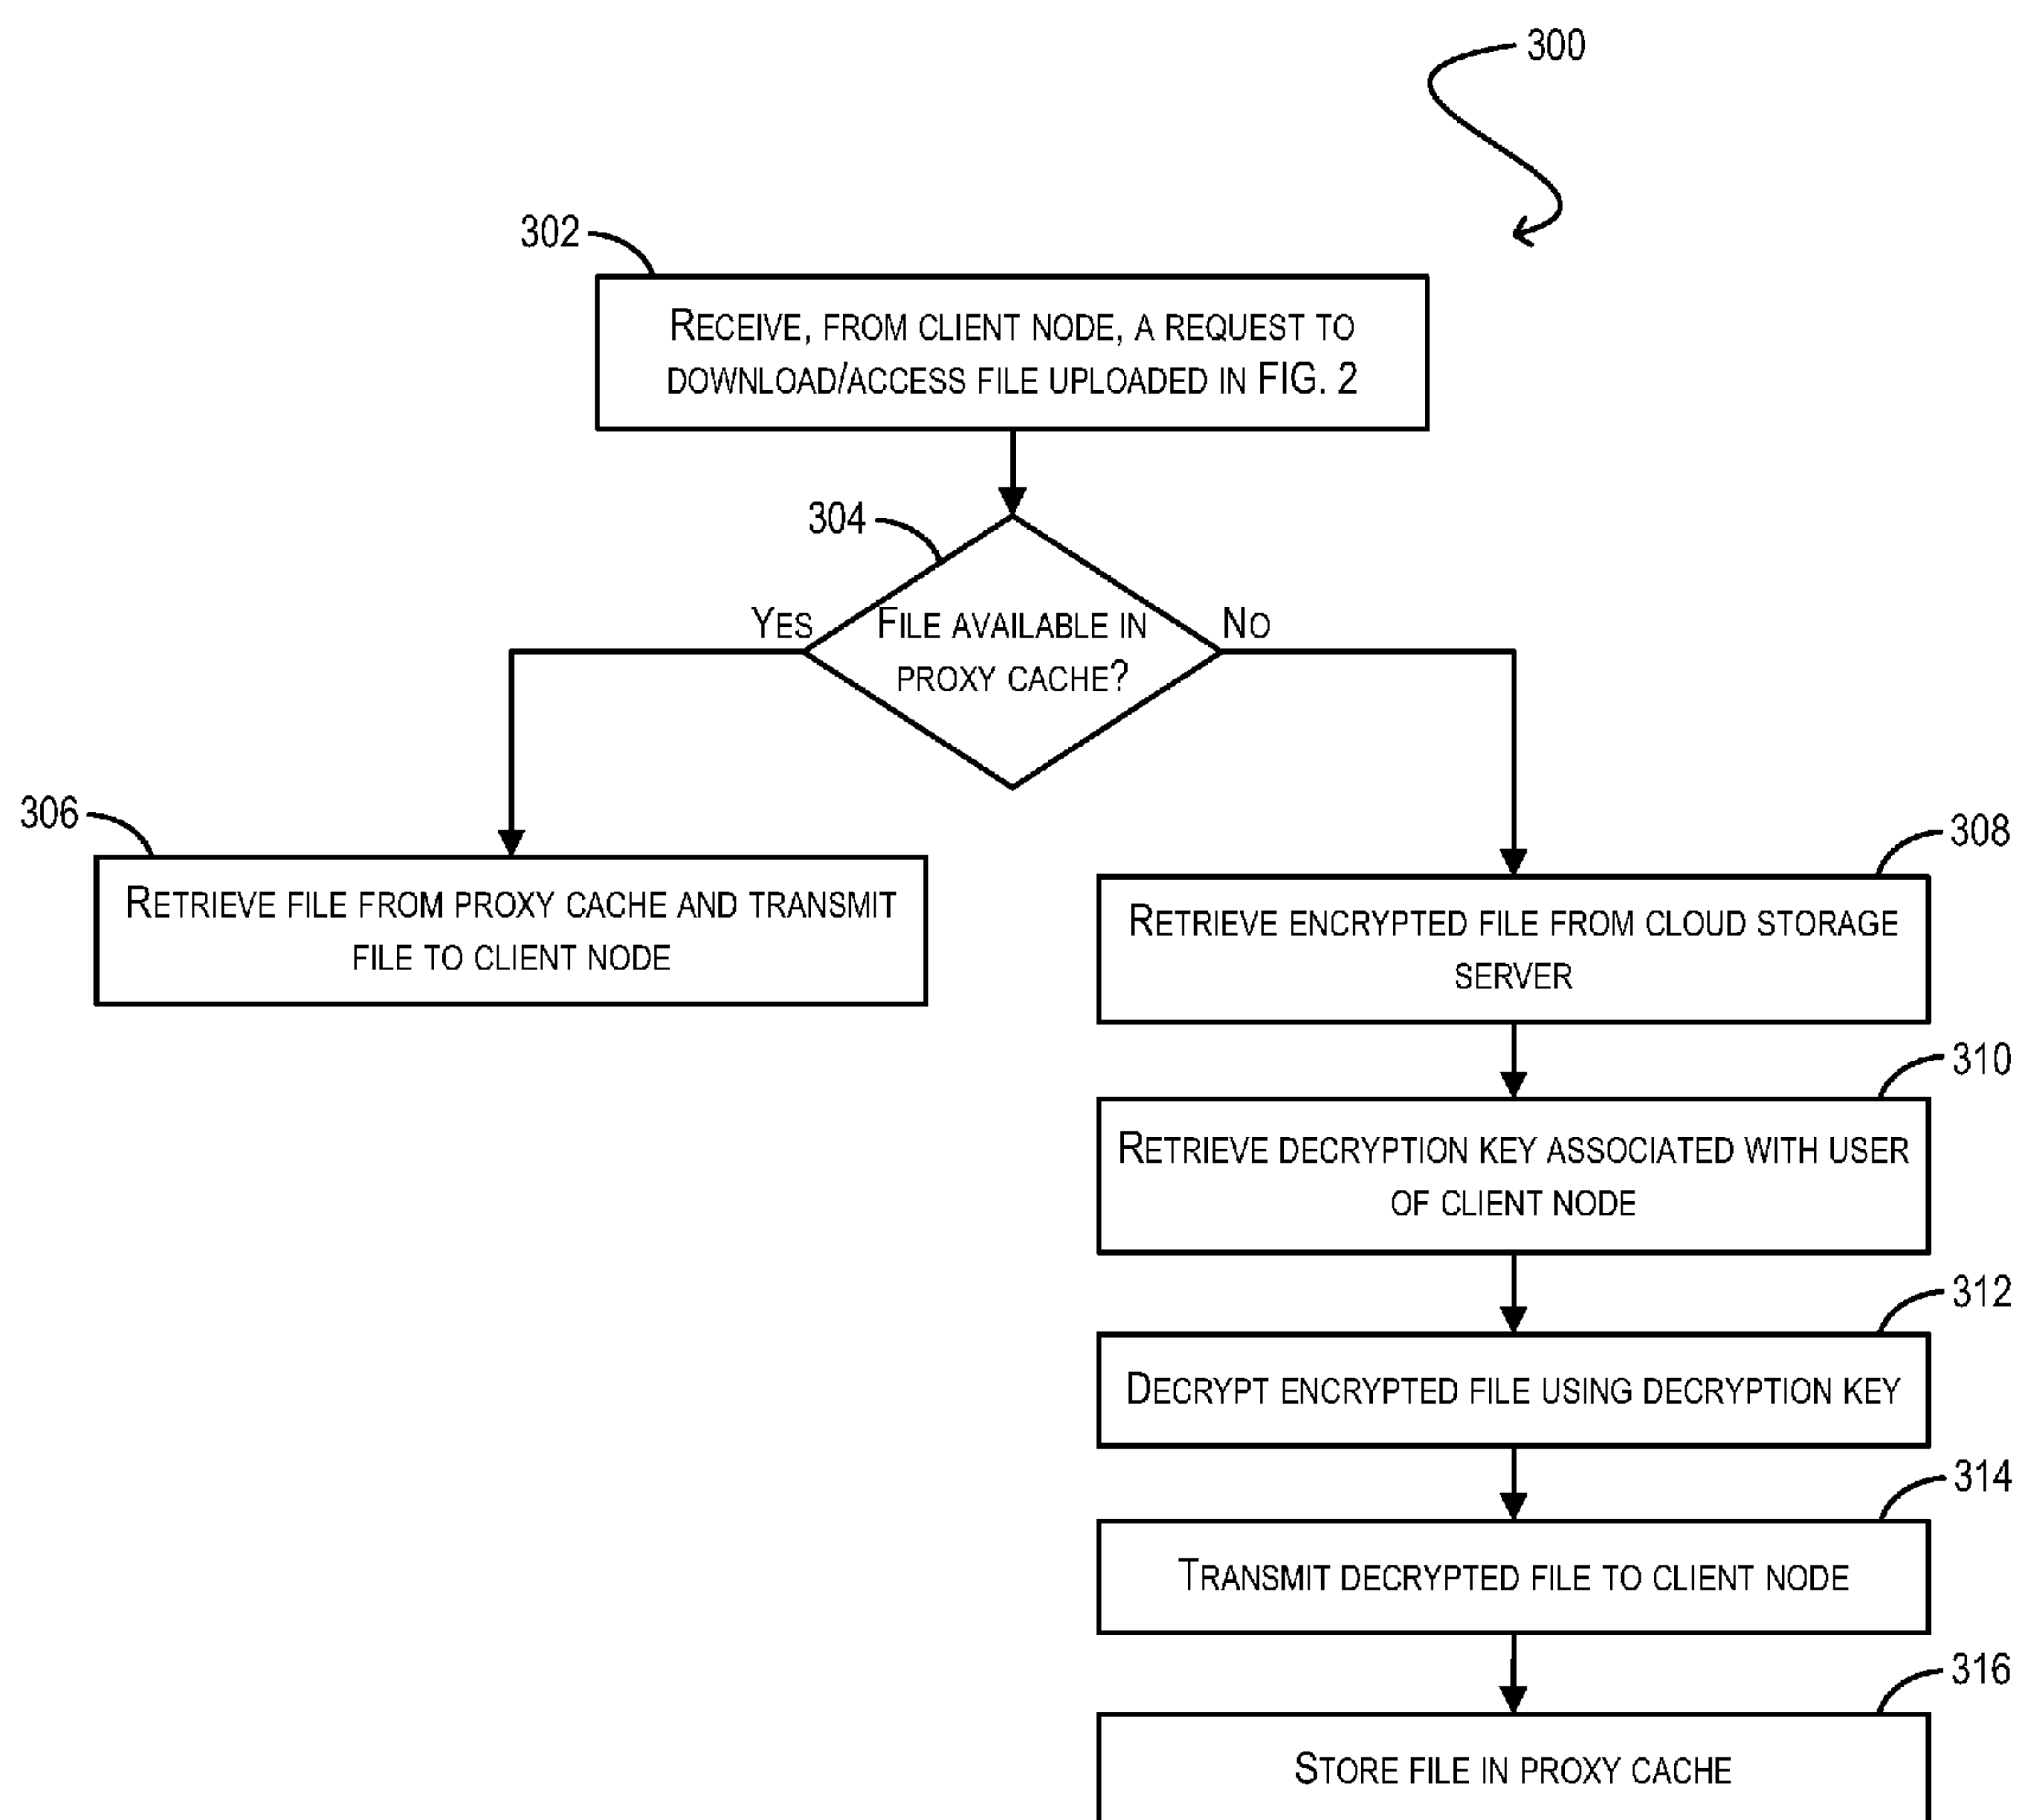 300
302
RECEIVE, FROM CLIENT NODE, A REQUEST TO
DOWNLOAD/ACCESS FILE UPLOADED IN FIG. 2
304
YES
FILE AVAILABLE IN
PROXY CACHE?
NO
306
RETRIEVE FILE FROM PROXY CACHE AND TRANSMIT
FILE TO CLIENT NODE
308
RETRIEVE ENCRYPTED FILE FROM CLOUD STORAGE
SERVER
310
RETRIEVE DECRYPTION KEY ASSOCIATED WITH USER
OF CLIENT NODE
312
DECRYPT ENCRYPTED FILE USING DECRYPTION KEY
314
TRANSMIT DECRYPTED FILE TO CLIENT NODE
316
STORE FILE IN PROXY CACHE